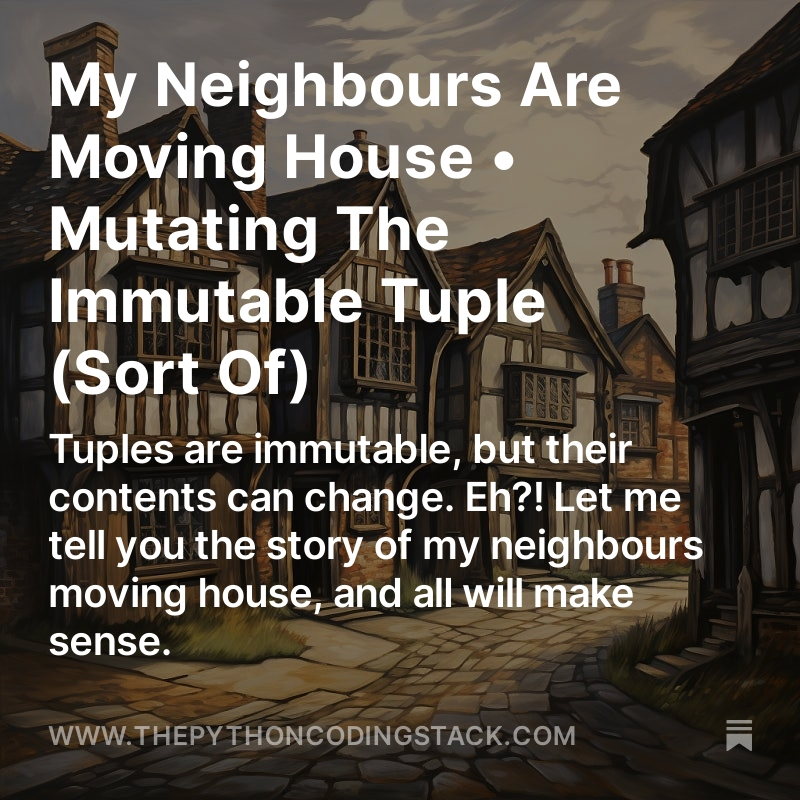 My Neighbours Are
Moving House •
Mutating The
Immutable Tuple
(Sort Of)
Tuples are immutable, but their
contents can change. Eh?! Let me
tell you the story of my neighbours
moving house, and all will make
sense.
WWW.THEPYTHONCODINGSTACK.COM